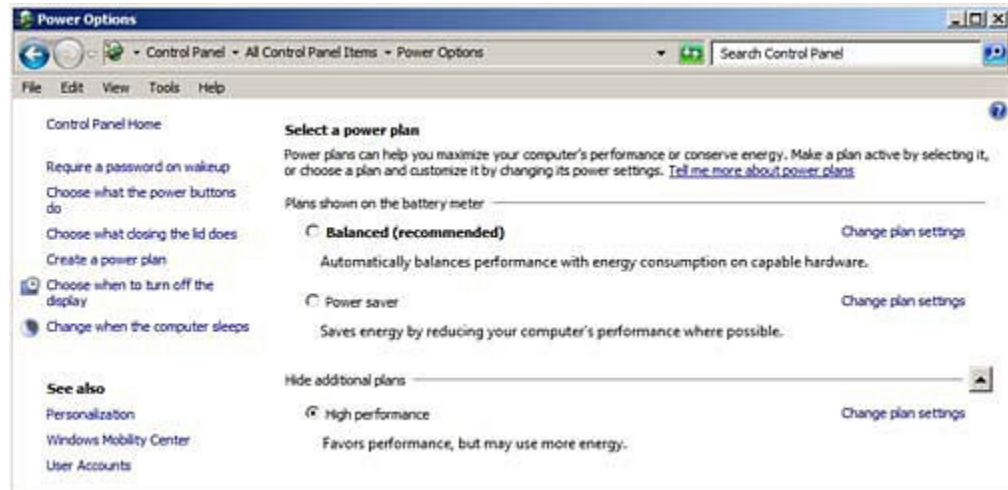 Power Options
Control Panel
All Control Panel Items
Power Options
Search Control Panel
File Edit View Tools Help
Control Panel Home
Require a password on wakeup
Choose what the power buttons
do
Choose what closing the lid does
Create a power plan
Choose when to turn off the
display
Change when the computer sleeps
See also
Personalization
Windows Mobility Center
User Accounts
Select a power plan
Power plans can help you maximize your computer's performance or conserve energy. Make a plan active by selecting it,
or choose a plan and customize it by changing its power settings. Tell me more about power plans
Plans shown on the battery meter
Balanced (recommended) Change plan settings
Automatically balances performance with energy consumption on capable hardware.
Power saver Change plan settings
Saves energy by reducing your computer's performance where possible.
Hide additional plans
High performance Change plan settings
Favors performance, but may use more energy.